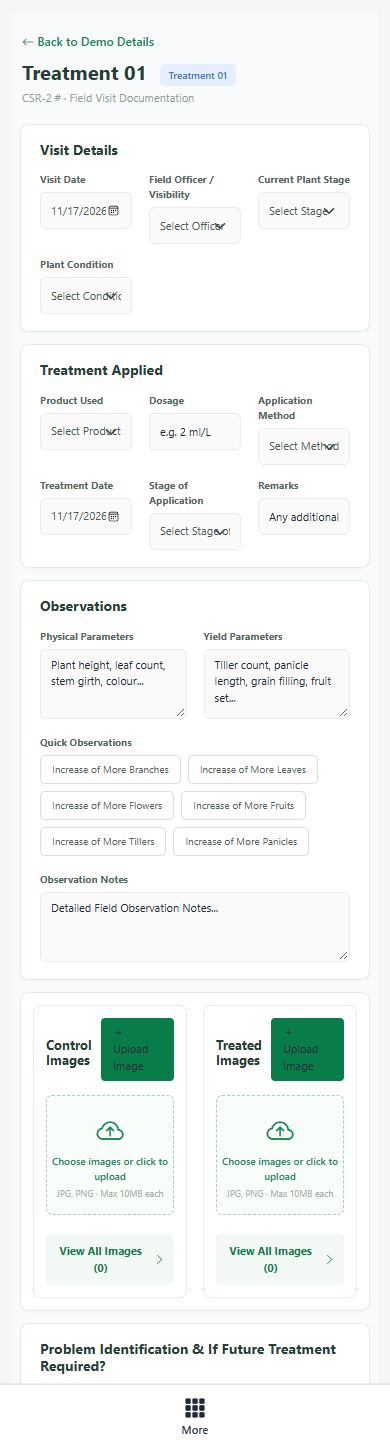 ← Back to Demo Details
Treatment 01 Treatment 01
CSR-2 # · Field Visit Documentation
Visit Details
Visit Date
Field Officer / Visibility
Current Plant Stage
11/17/2026
Select Office
Select Stage
Plant Condition
Select Conditic
Treatment Applied
Product Used
Dosage
Application Method
Select Product
e.g. 2 ml/L
Select Method
Treatment Date
Stage of Application
Remarks
11/17/2026
Select Stage of
Any additional
Observations
Physical Parameters
Yield Parameters
Plant height, leaf count,
stem girth, colour...
Tiller count, panicle
length, grain filling, fruit
set...
Quick Observations
Increase of More Branches
Increase of More Leaves
Increase of More Flowers
Increase of More Fruits
Increase of More Tillers
Increase of More Panicles
Observation Notes
Detailed Field Observation Notes...
Control
Images
+
Upload
Image
Treated
Images
+
Upload
Image
Choose images or click to
upload
JPG, PNG · Max 10MB each
Choose images or click to
upload
JPG, PNG · Max 10MB each
View All Images
(0)
View All Images
(0)
Problem Identification & If Future Treatment
Required?
More